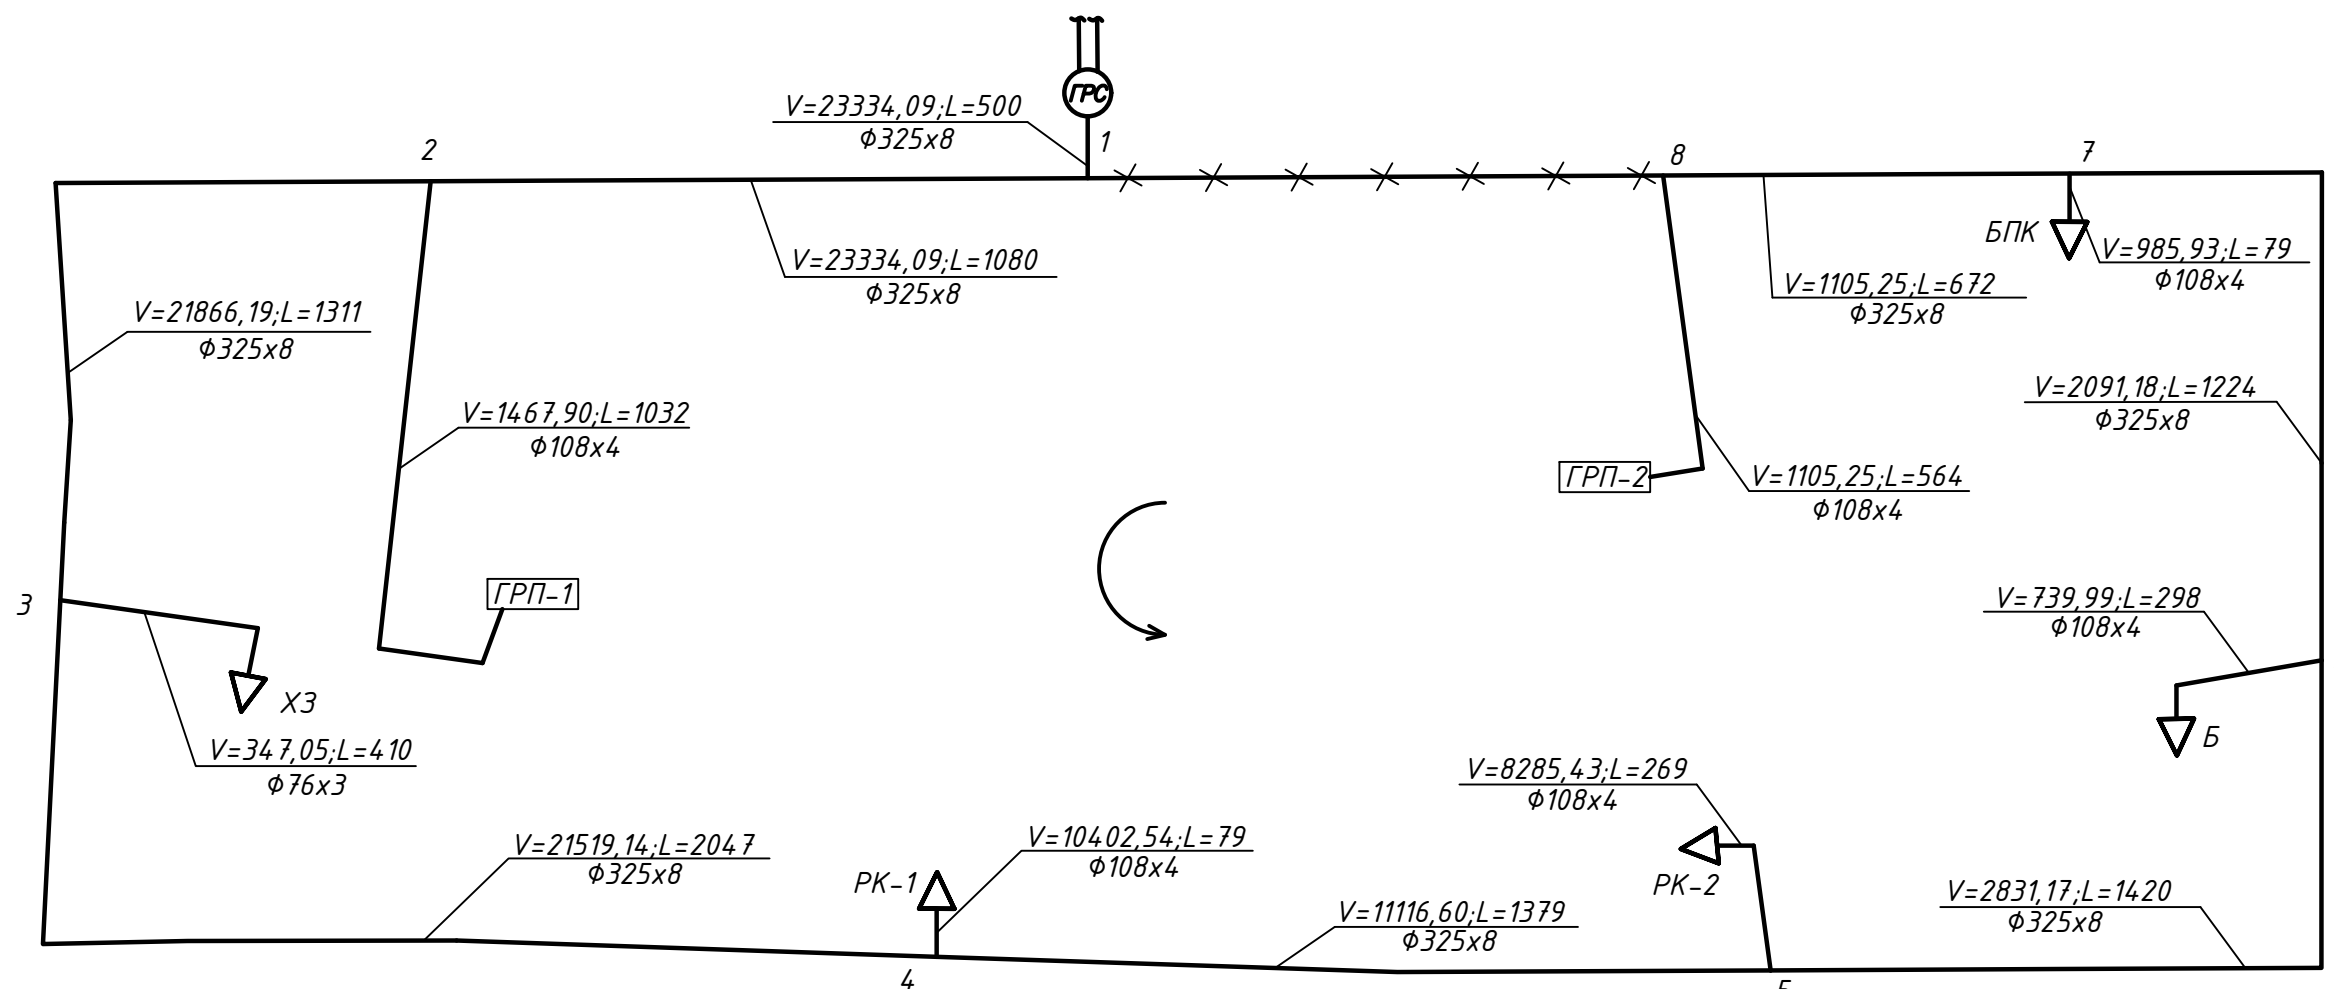 ГРС
V=23334,09;L=500
Ф325х8
1
2
8
7
БПК
V=985,93;L=79
Ф108х4
V=23334,09;L=1080
Ф325х8
V=1105,25;L=672
Ф325х8
V=21866,19;L=1311
Ф325х8
V=1467,90;L=1032
Ф108х4
V=2091,18;L=1224
Ф325х8
ГРП-2
V=1105,25;L=564
Ф108х4
3
ГРП-1
V=739,99;L=298
Ф108х4
ХЗ
Б
V=347,05;L=410
Ф76х3
V=8285,43;L=269
Ф108х4
V=21519,14;L=2047
Ф325х8
V=10402,54;L=79
Ф108х4
РК-1
РК-2
V=11116,60;L=1379
Ф325х8
V=2831,17;L=1420
Ф325х8
4